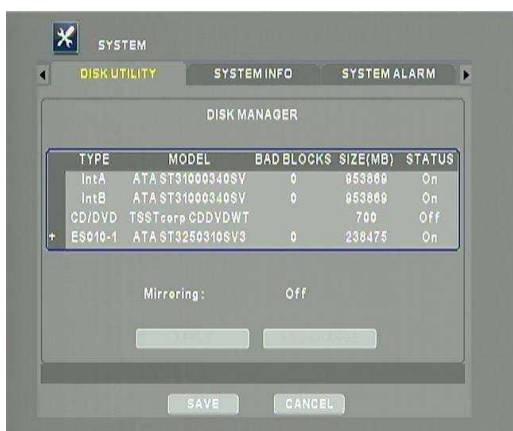 SYSTEM
DISK UTILITY SYSTEM INFO SYSTEM ALARM
DISK MANAGER
TYPE MODEL BAD BLOCKS SIZE(MB) STATUS
IntA ATA ST31000340SV 0 953869 On
IntB ATA ST31000340SV 0 953869 On
CD/DVD TSSTcorp CDDVDWT 700 Off
+ ES010-1 ATA ST3250310SV3 0 238475 On
Mirroring: Off
SAVE CANCEL